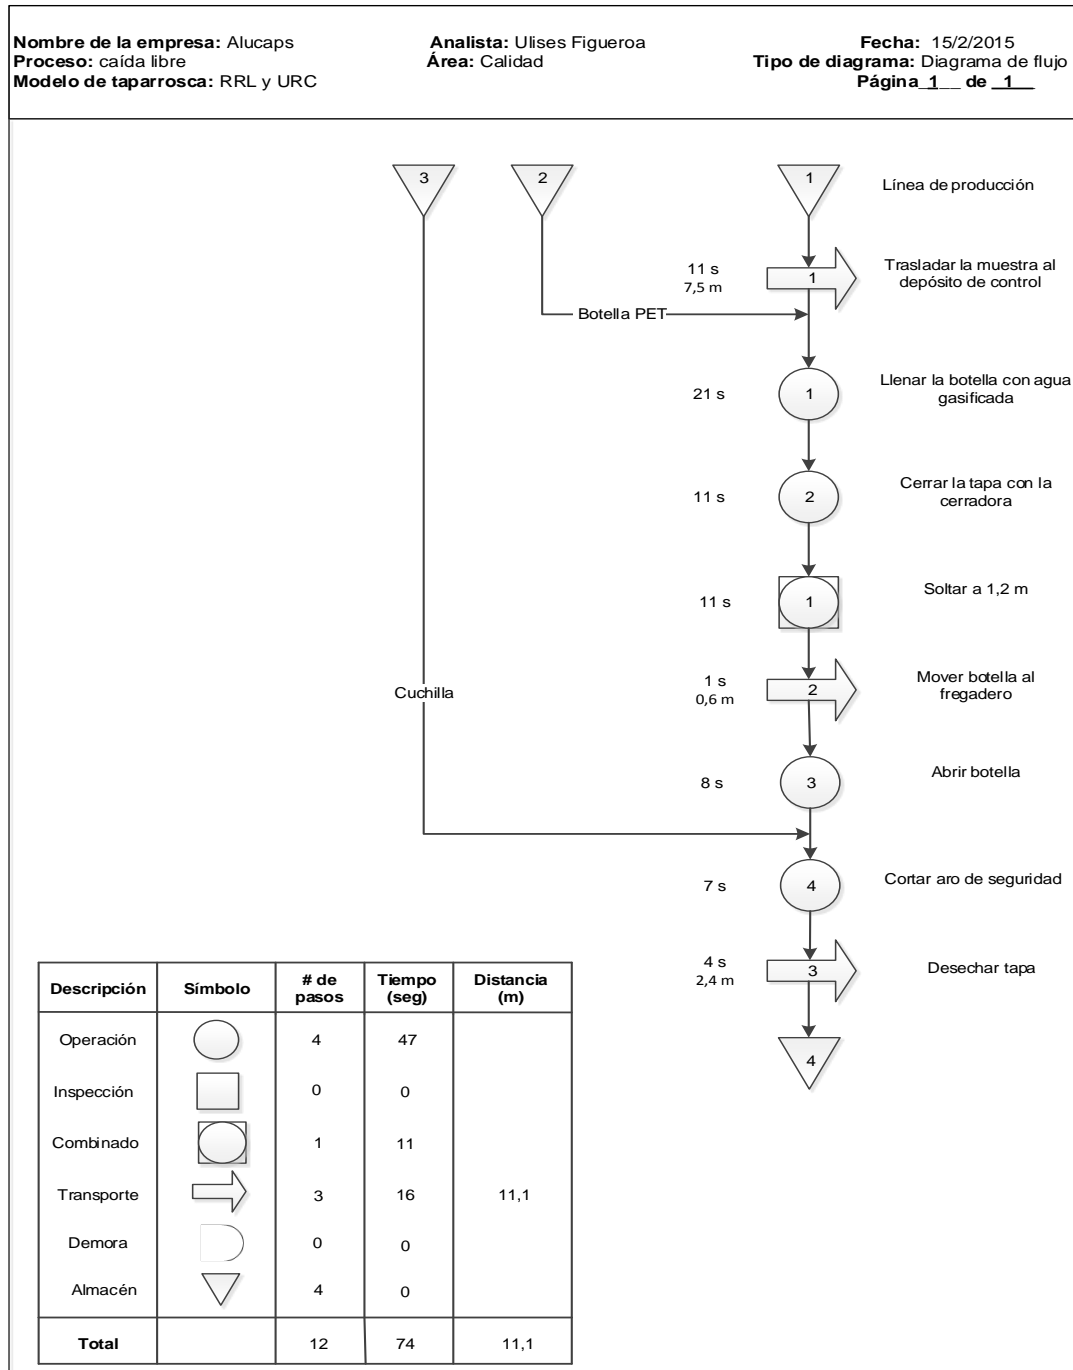 Nombre de la empresa: Alucaps
Proceso: caída libre
Modelo de taparrosca: RRL y URC
Analista: Ulises Figueroa
Área: Calidad
Fecha: 15/2/2015
Tipo de diagrama: Diagrama de flujo
Página_1__ de _1__
3
2
1
Línea de producción
11 s
7,5 m
1
Trasladar la muestra al
depósito de control
Botella PET
21 s
1
Llenar la botella con agua
gasificada
11 s
2
Cerrar la tapa con la
cerradora
11 s
1
Soltar a 1,2 m
Cuchilla
1 s
0,6 m
2
Mover botella al
fregadero
8 s
3
Abrir botella
7 s
4
Cortar aro de seguridad
4 s
2,4 m
3
Desechar tapa
4
Descripción Símbolo # de pasos Tiempo (seg) Distancia (m)
Operación 4 47
Inspección 0 0
Combinado 1 11
Transporte 3 16 11,1
Demora 0 0
Almacén 4 0
Total 12 74 11,1